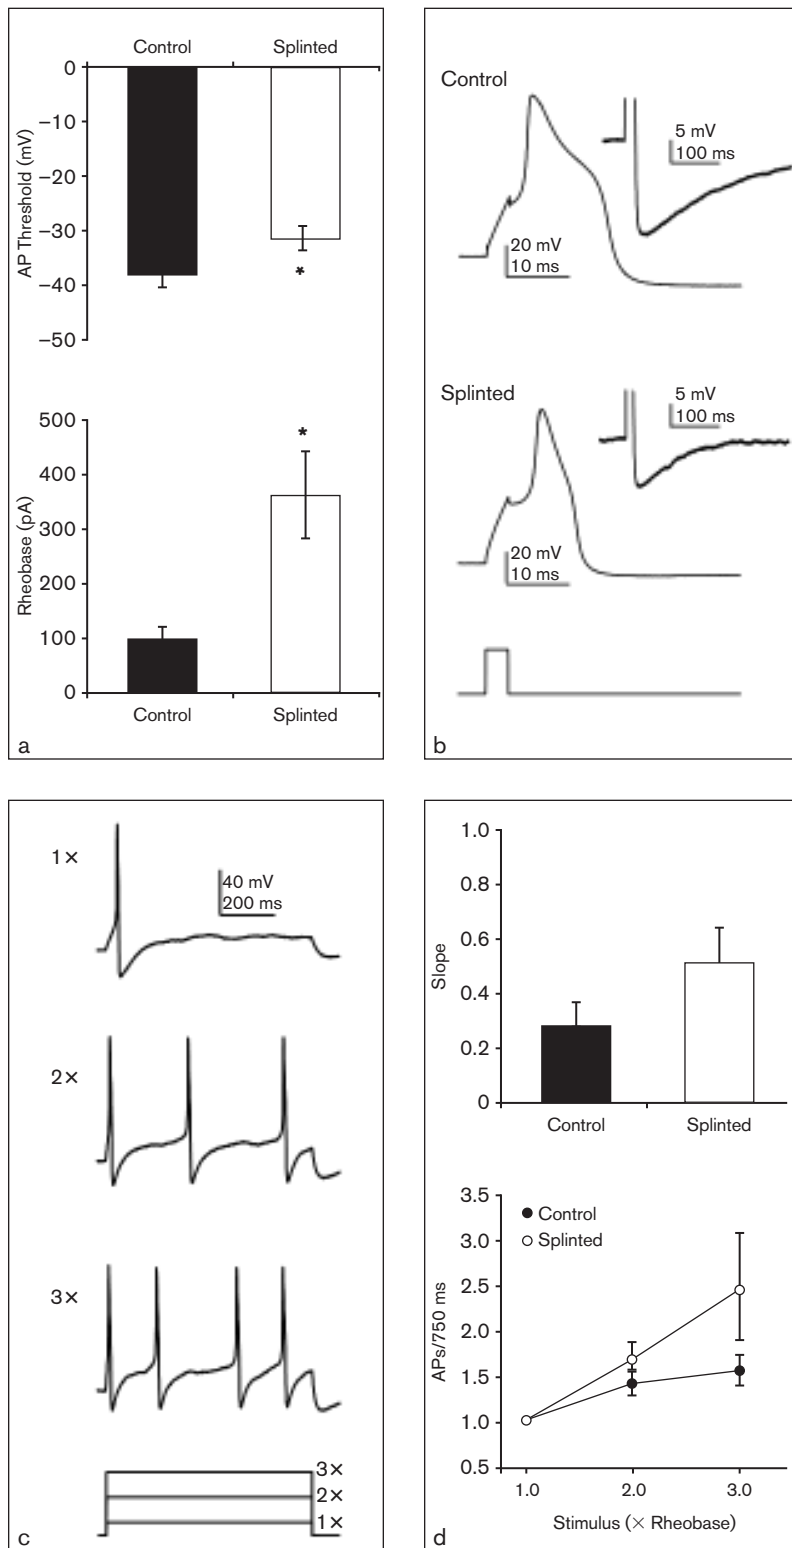 Control Splinted
0
−10
−20
−30
−40
−50
AP Threshold (mV)
*
500
400
300
200
100
0
Rheobase (pA)
*
Control Splinted
a
Control
5 mV
100 ms
20 mV
10 ms
Splinted
5 mV
100 ms
20 mV
10 ms
b
1×
40 mV
200 ms
2×
3×
3×
2×
1×
c
1.0
0.8
0.6
0.4
0.2
0
Slope
Control Splinted
3.5
3.0
2.5
2.0
1.5
1.0
0.5
APs/750 ms
Control
Splinted
1.0 2.0 3.0
Stimulus (× Rheobase)
d